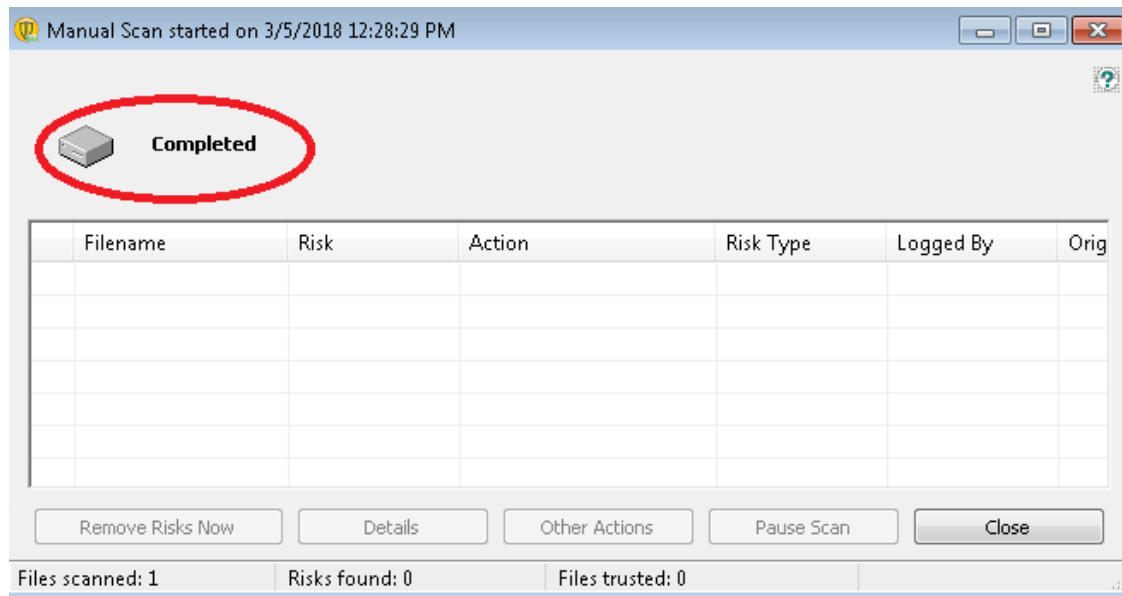 Manual Scan started on 3/5/2018 12:28:29 PM
Completed
Filename Risk Action Risk Type Logged By Orig
Remove Risks Now Details Other Actions Pause Scan Close
Files scanned: 1 Risks found: 0 Files trusted: 0